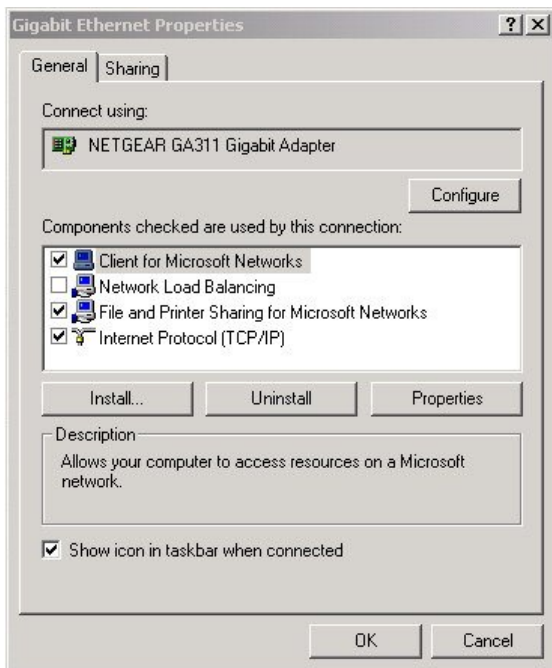 Gigabit Ethernet Properties
General Sharing
Connect using:
NETGEAR GA311 Gigabit Adapter
Configure
Components checked are used by this connection:
Client for Microsoft Networks
Network Load Balancing
File and Printer Sharing for Microsoft Networks
Internet Protocol (TCP/IP)
Install... Uninstall Properties
Description
Allows your computer to access resources on a Microsoft
network.
Show icon in taskbar when connected
OK Cancel